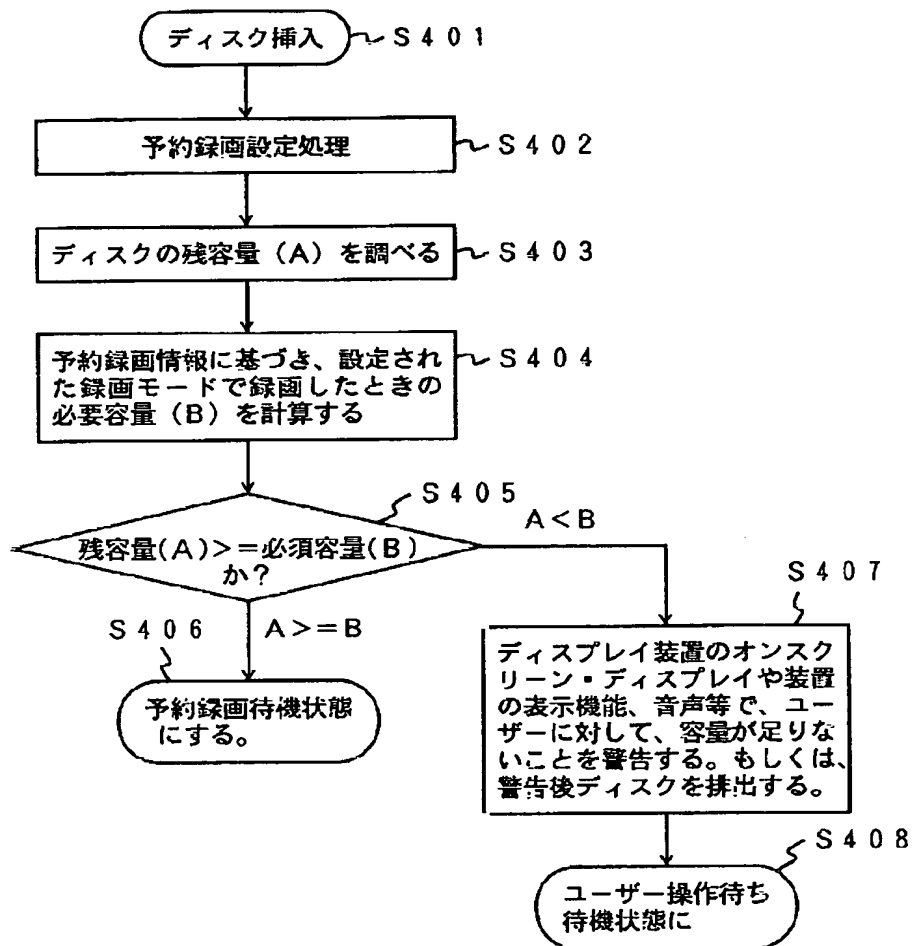 ディスク挿入
S401
予約録画設定処理
S402
ディスクの残容量（A）を調べる
S403
予約録画情報に基づき、設定され
た録画モードで録画したときの
必要容量（B）を計算する
S404
S405
残容量(A)>=必須容量(B)
か？
A<B
A>=B
S406
予約録画待機状態
にする。
S407
ディスプレイ装置のオンスク
リーン・ディスプレイや装置
の表示機能、音声等で、ユー
ザーに対して、容量が足りな
いことを警告する。もしくは、
警告後ディスクを排出する。
S408
ユーザー操作待ち
待機状態に